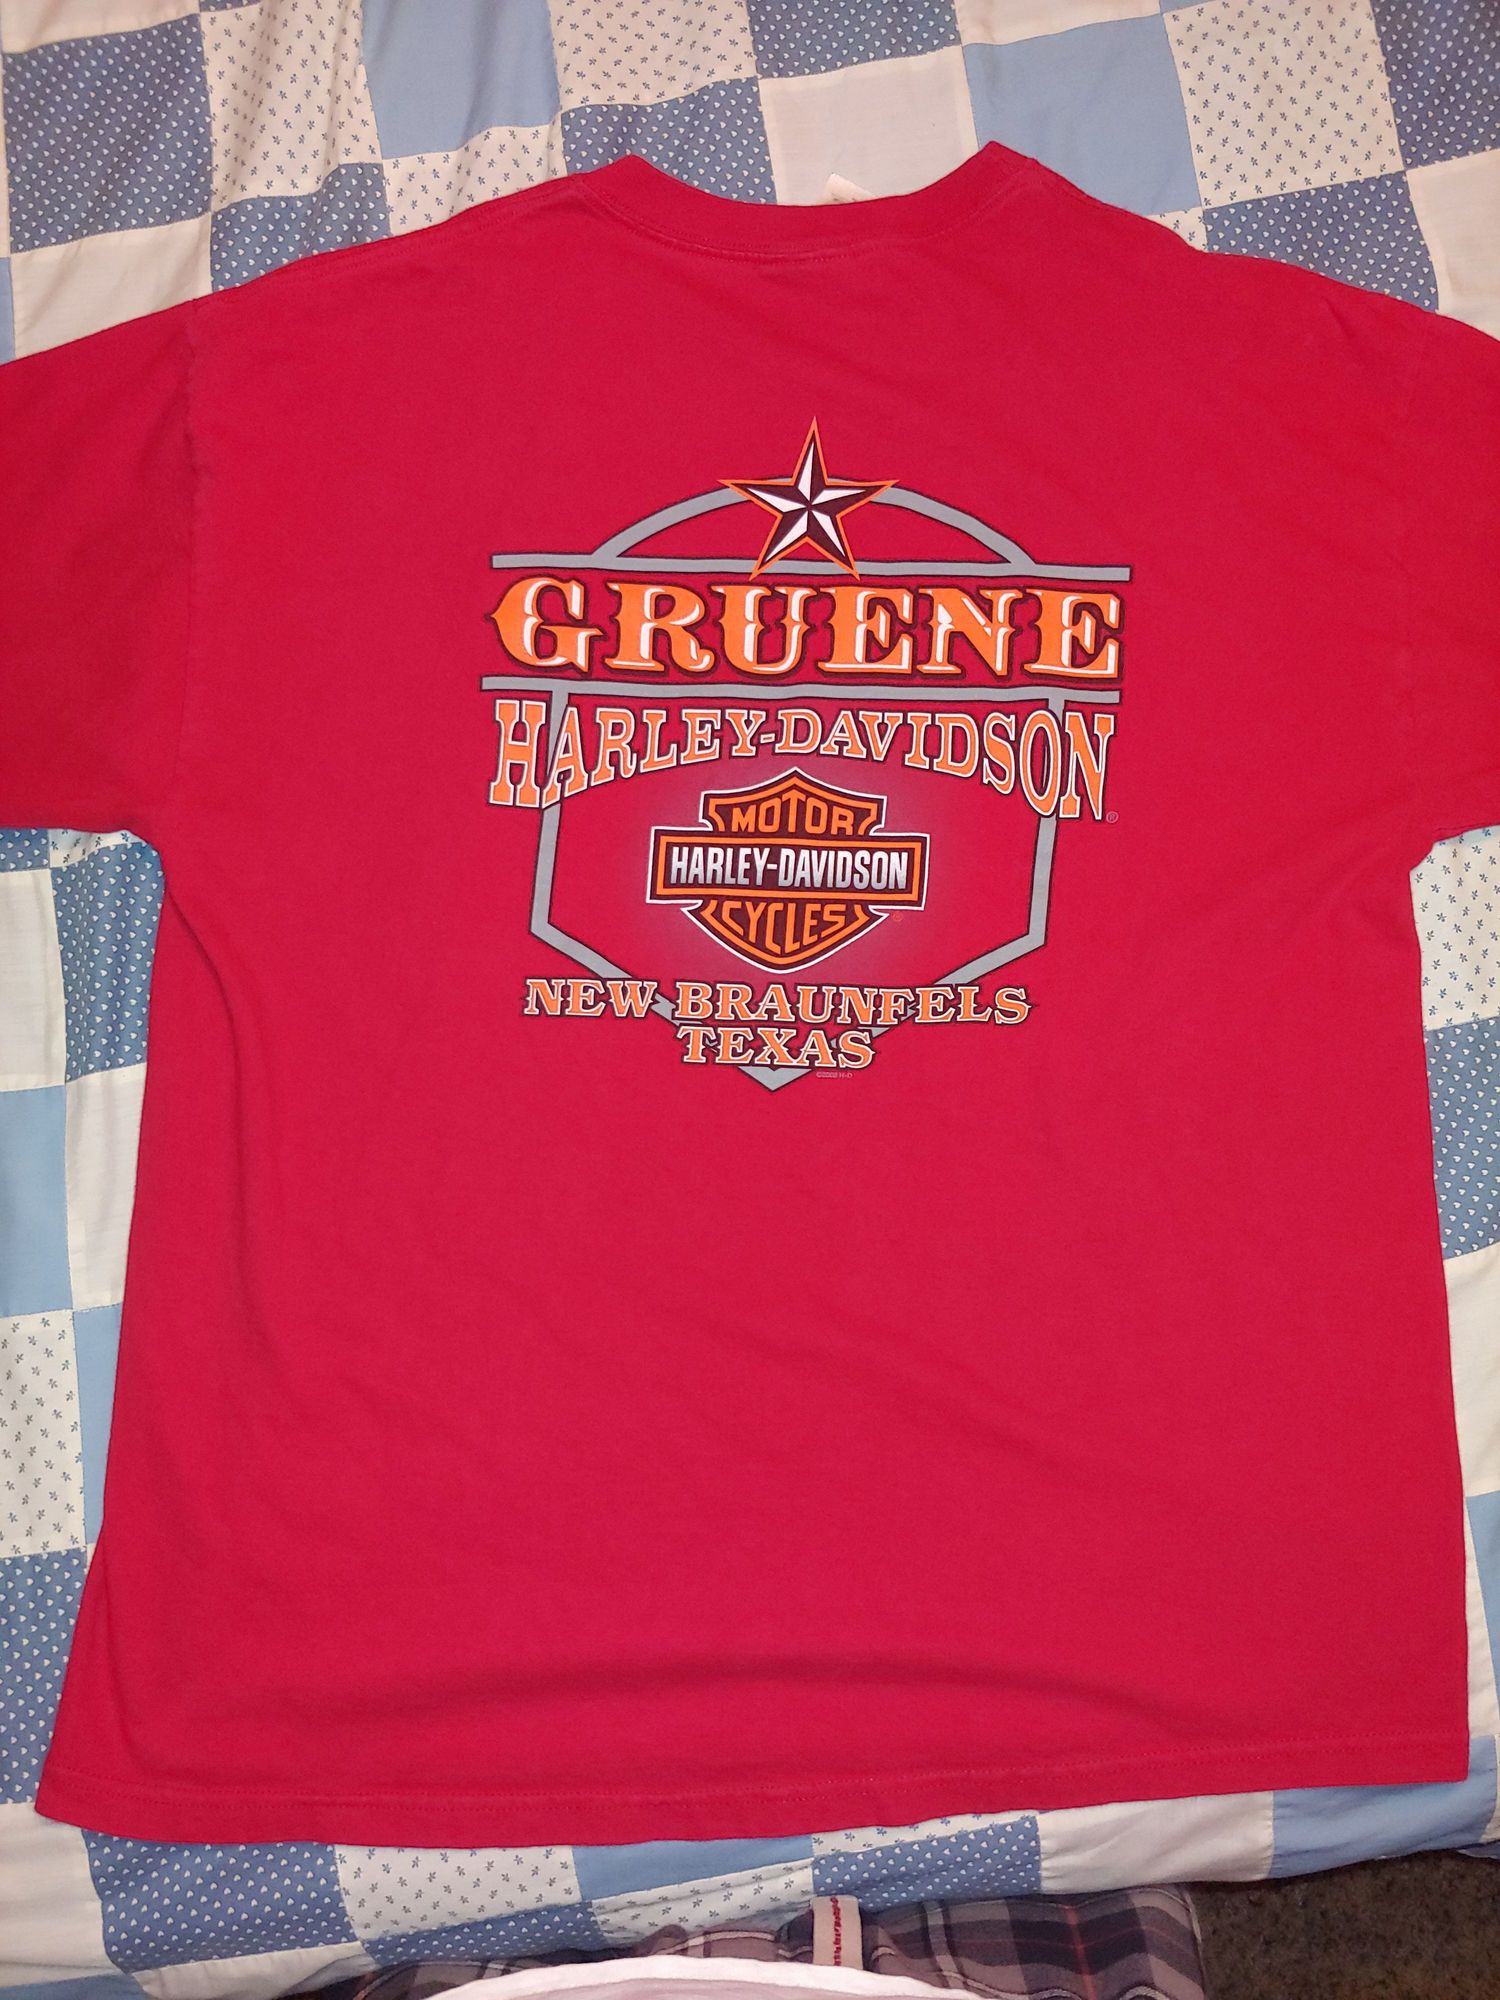 GRUENE
HARLEY-DAVIDSON®
MOTOR
HARLEY-DAVIDSON
CYCLES®
NEW BRAUNFELS
TEXAS